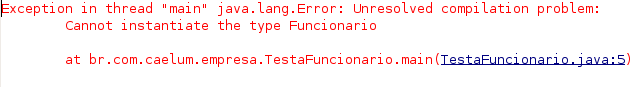 Exception in thread "main" java.lang.Error: Unresolved compilation problem:
Cannot instantiate the type Funcionario
at br.com.caelum.empresa.TestaFuncionario.main(TestaFuncionario.java:5)